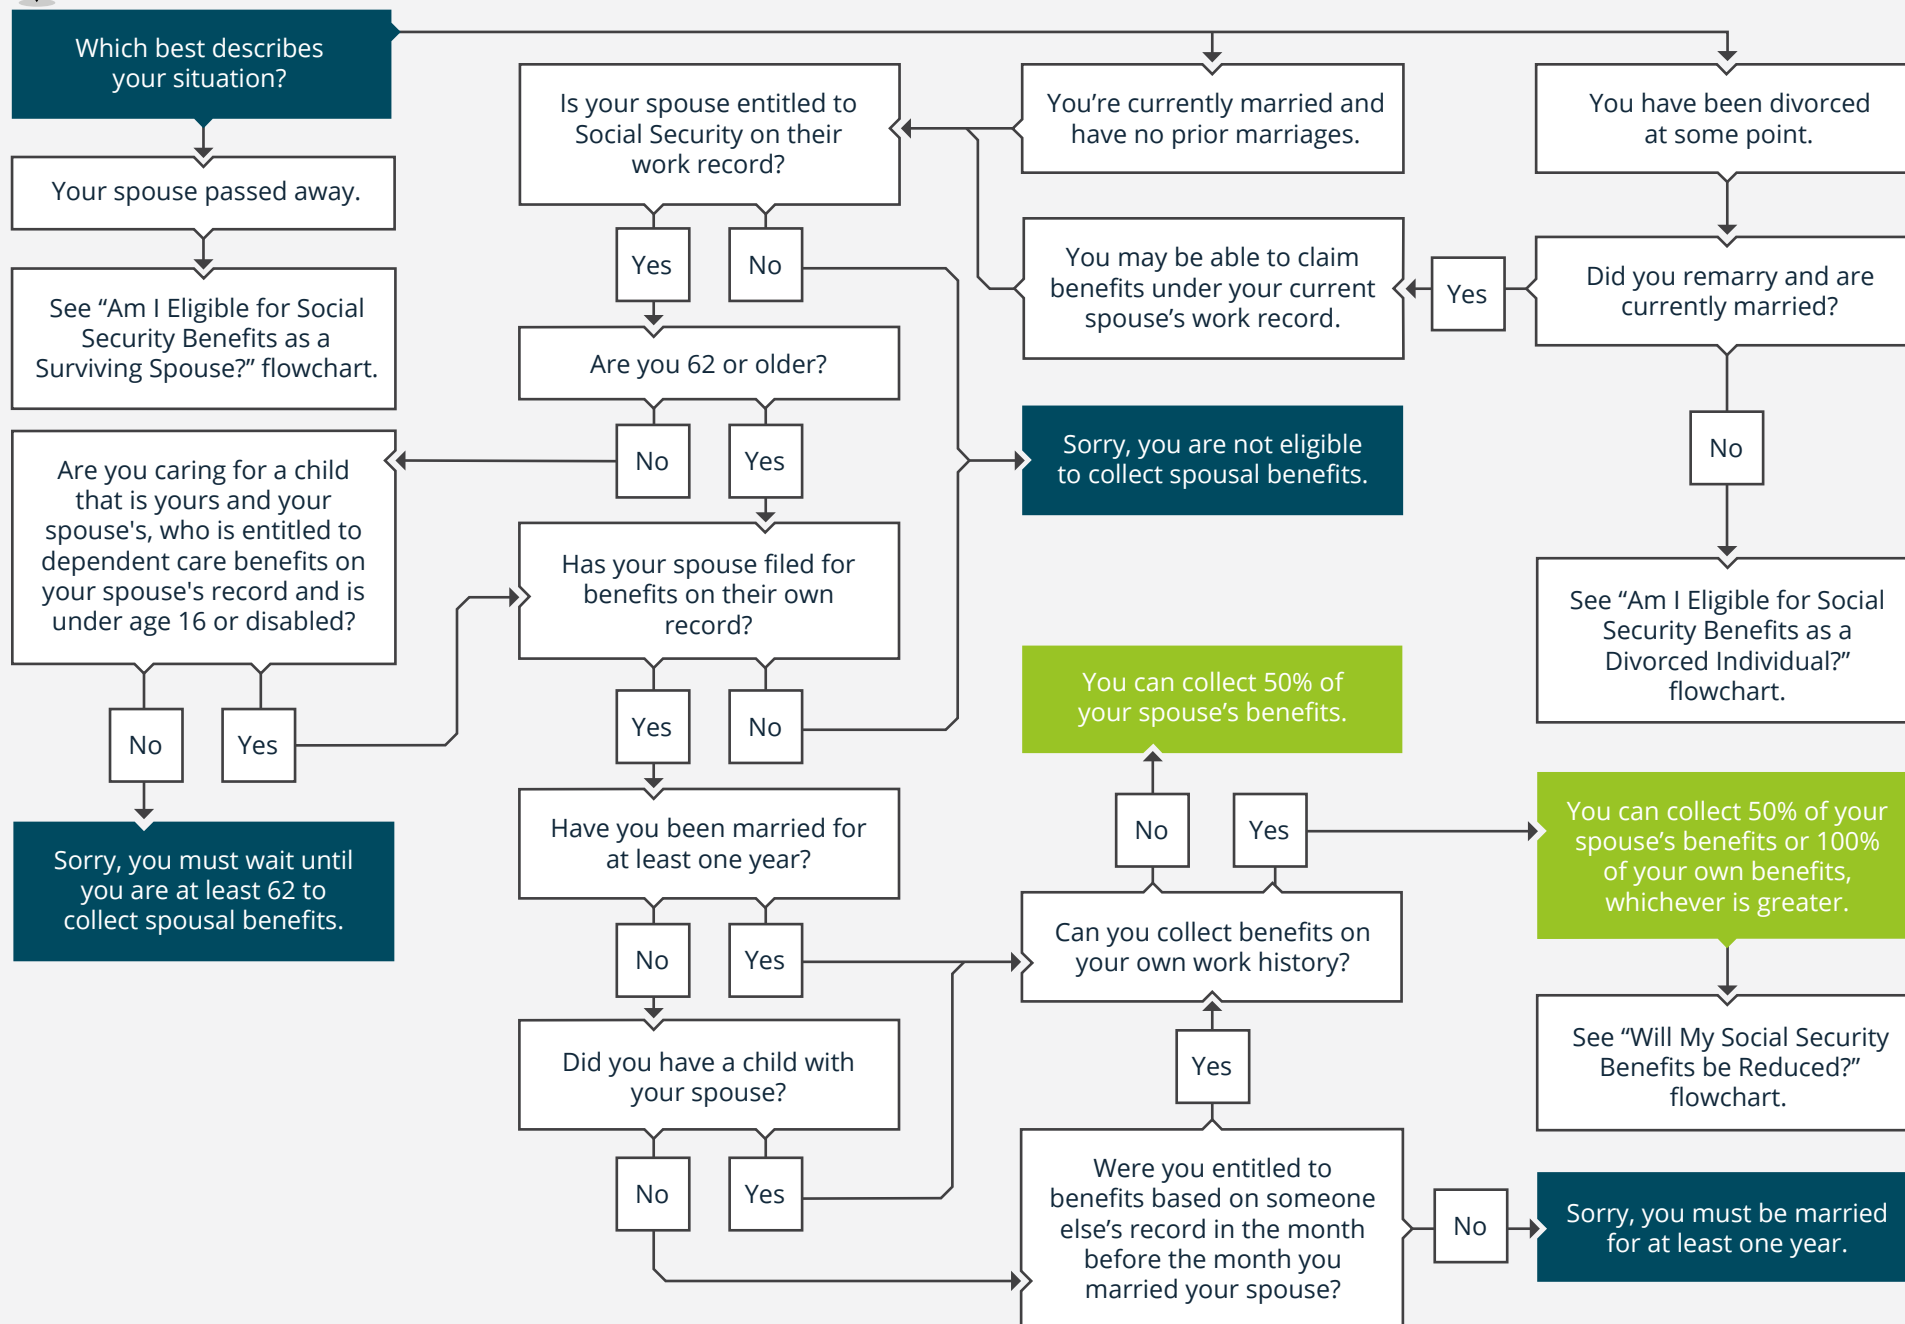 Which best describes
your situation?
Your spouse passed away.
See “Am I Eligible for Social
Security Benefits as a
Surviving Spouse?” flowchart.
Are you caring for a child
that is yours and your
spouse's, who is entitled to
dependent care benefits on
your spouse's record and is
under age 16 or disabled?
No
Yes
Sorry, you must wait until
you are at least 62 to
collect spousal benefits.
Is your spouse entitled to
Social Security on their
work record?
Yes
No
Are you 62 or older?
No
Yes
Has your spouse filed for
benefits on their own
record?
Yes
No
Have you been married for
at least one year?
No
Yes
Did you have a child with
your spouse?
No
Yes
You’re currently married and
have no prior marriages.
You may be able to claim
benefits under your current
spouse’s work record.
Yes
Sorry, you are not eligible
to collect spousal benefits.
You can collect 50% of
your spouse’s benefits.
No
Yes
Can you collect benefits on
your own work history?
Yes
Were you entitled to
benefits based on someone
else’s record in the month
before the month you
married your spouse?
No
You have been divorced
at some point.
Did you remarry and are
currently married?
No
See “Am I Eligible for Social
Security Benefits as a
Divorced Individual?”
flowchart.
You can collect 50% of your
spouse’s benefits or 100%
of your own benefits,
whichever is greater.
See “Will My Social Security
Benefits be Reduced?”
flowchart.
Sorry, you must be married
for at least one year.